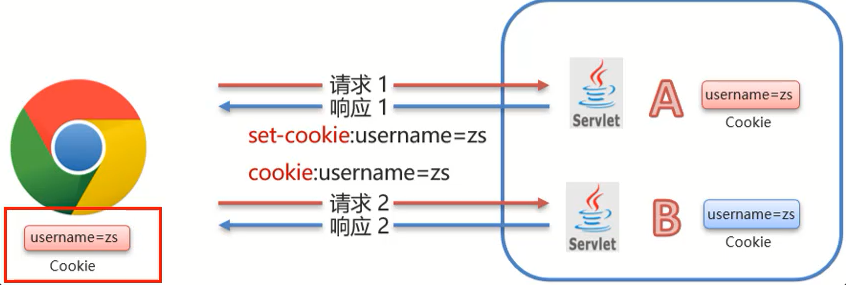 请求 1
响应 1
set-cookie:username=zs
cookie:username=zs
请求 2
响应 2
username=zs
Cookie
Servlet
A
username=zs
Cookie
Servlet
B
username=zs
Cookie